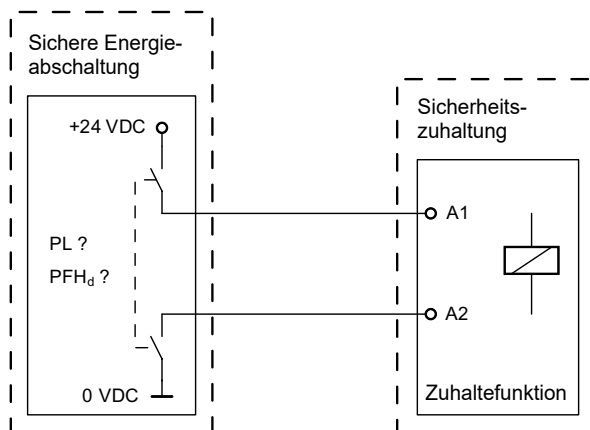 Sichere Energie-
abschaltung
+24 VDC
PL ?
PFHd ?
0 VDC
Sicherheits-
zuhaltung
A1
A2
Zuhaltefunktion